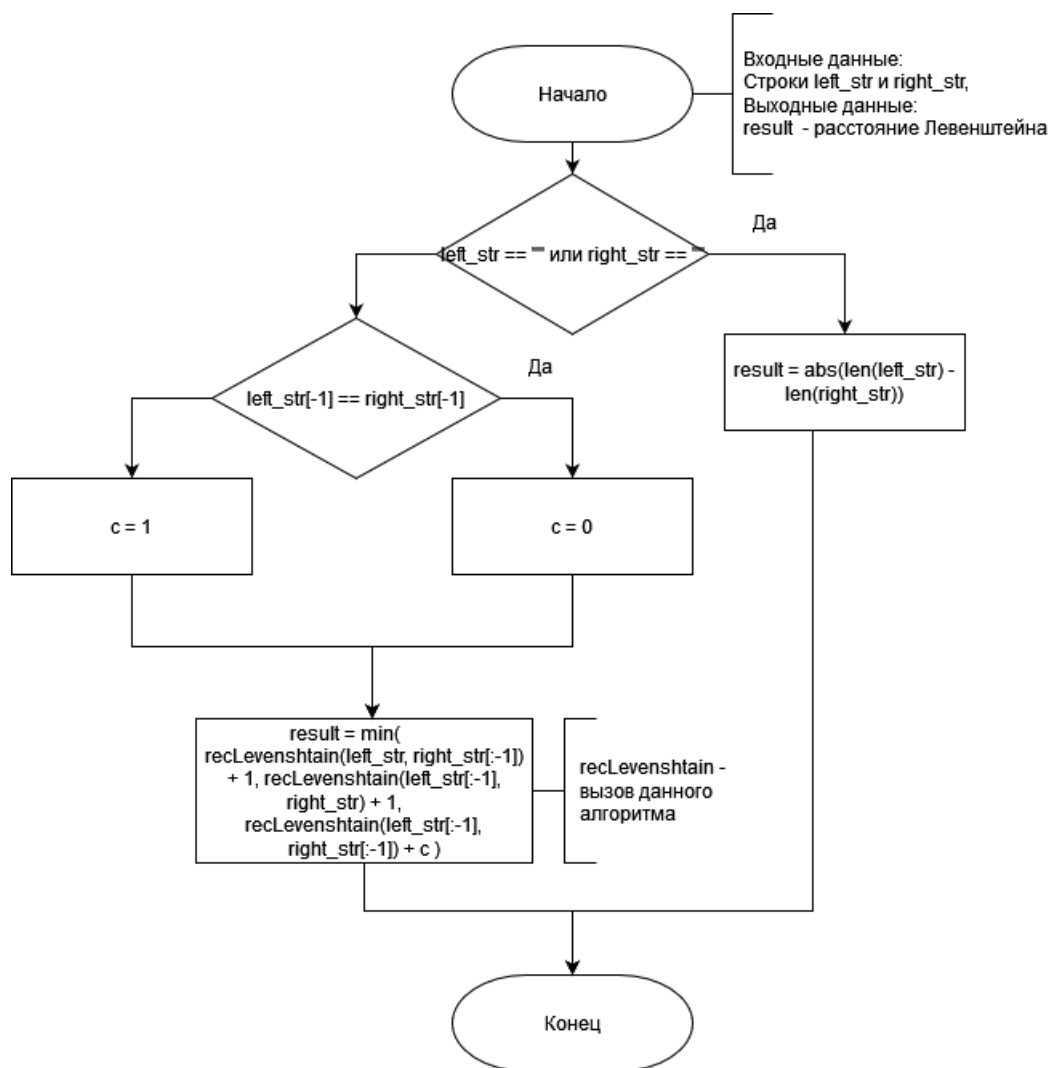 Начало
Входные данные:
Строки left_str и right_str,
Выходные данные:
result - расстояние Левенштейна
left_str == "" или right_str == ""
Да
left_str[-1] == right_str[-1]
Да
result = abs(len(left_str) -
len(right_str))
c = 1
c = 0
result = min(
recLevenshtain(left_str, right_str[:-1])
+ 1, recLevenshtain(left_str[:-1],
right_str) + 1,
recLevenshtain(left_str[:-1],
right_str[:-1]) + c )
recLevenshtain -
вызов данного
алгоритма
Конец